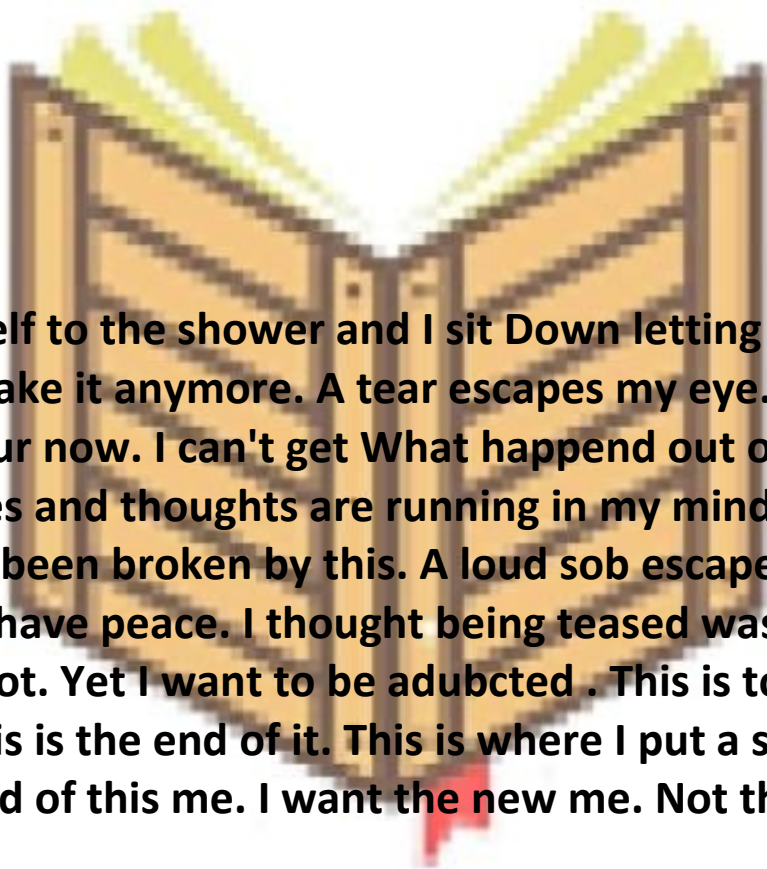 elf to the shower and I sit Down letting
ake it anymore. A tear escapes my eye.
ur now. I can't get What happend out o
es and thoughts are running in my mind
been broken by this. A loud sob escape
have peace. I thought being teased was
ot. Yet I want to be adubcted . This is to
is is the end of it. This is where I put a s
d of this me. I want the new me. Not th